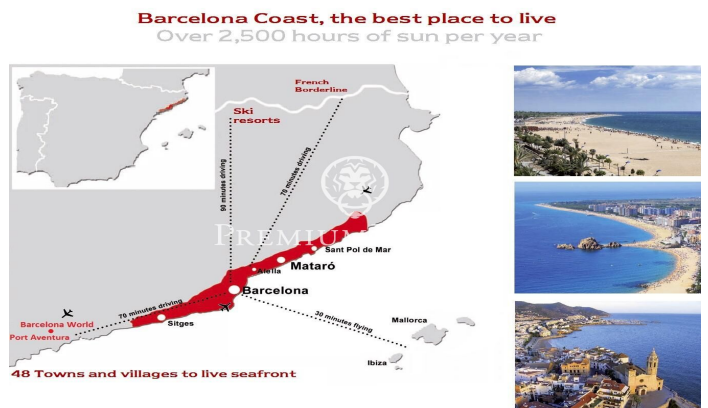 Barcelona Coast, the best place to live
Over 2,500 hours of sun per year
French
Borderline
Ski
resorts
90 minutes driving
70 minutes driving
PREMIUM
Sant Pol de Mar
Mataró
Alella
Barcelona
70 minutes driving
30 minutes flying
Sitges
Mallorca
Barcelona World
Port Aventura
Ibiza
48 Towns and villages to live seafront